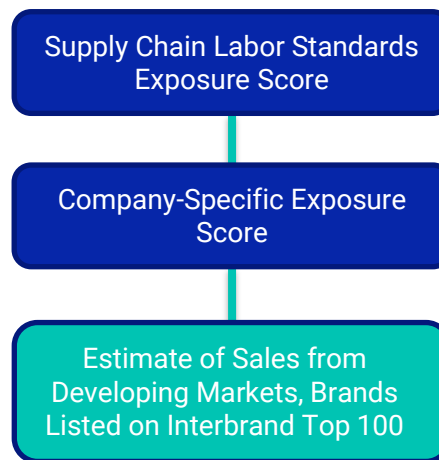 Supply Chain Labor Standards
Exposure Score
Company-Specific Exposure
Score
Estimate of Sales from
Developing Markets, Brands
Listed on Interbrand Top 100